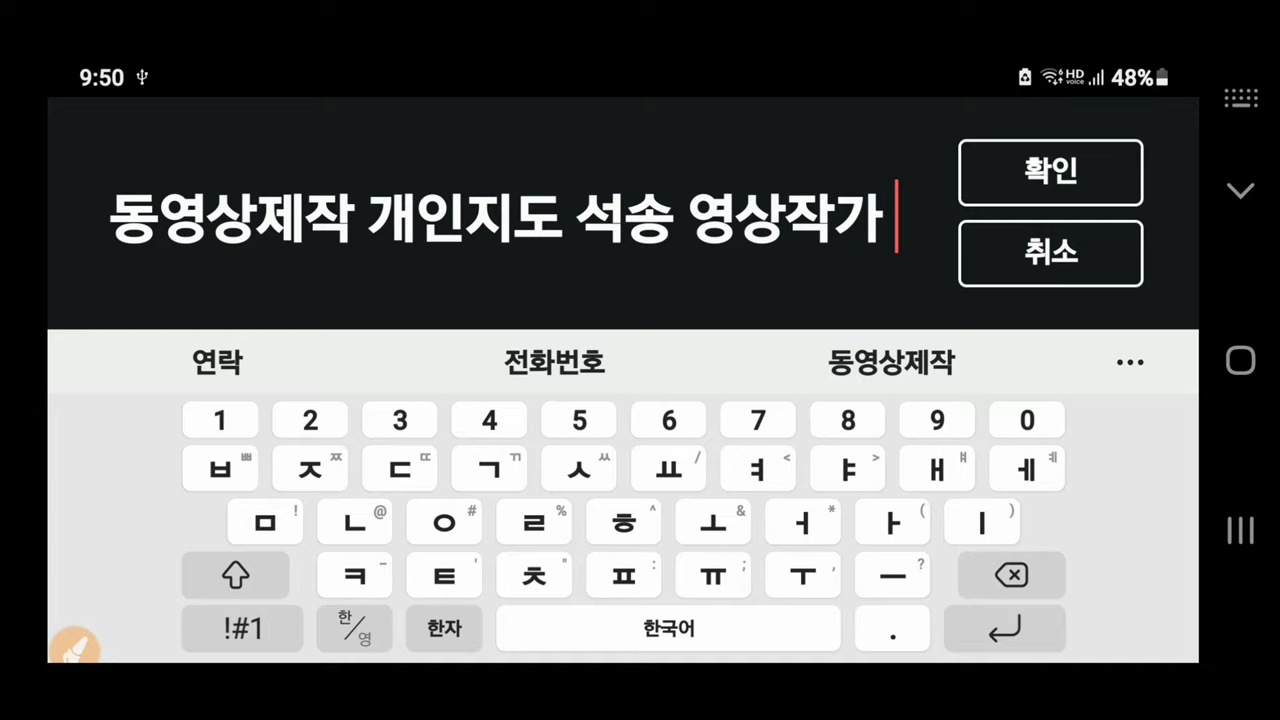 9:50
HD voice 48%
동영상제작 개인지도 석송 영상작가
확인
취소
연락 전화번호 동영상제작 •••
1 2 3 4 5 6 7 8 9 0
ㅂ ㅃ ㅈ ㅉ ㄷ ㄸ ㄱ ㄲ ㅅ ㅆ ㅛ / ㅕ < ㅑ > ㅐ ㅒ ㅔ ㅖ
ㅁ ! ㄴ @ ㅇ # ㄹ % ㅎ ^ ㅗ & ㅓ * ㅏ ( ㅣ )
ㅋ - ㅌ ' ㅊ " ㅍ : ㅠ ; ㅜ , ㅡ ?
!#1 한/영 한자 한국어 .